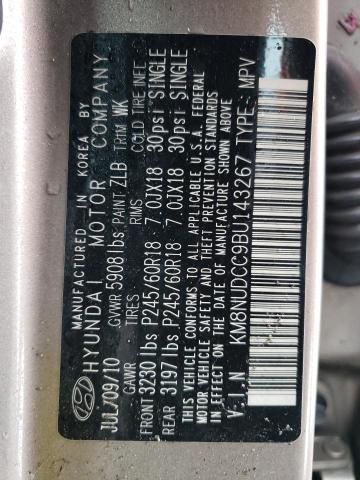 MANUFACTURED IN KOREA BY
HYUNDAI MOTOR COMPANY
JUL/09/10 GVWR 5908 lbs PAINT ZLB TRIM WK
GAWR TIRES RIMS COLD TIRE INFL
FRONT 3230 lbs P245/60R18 7.0JX18 30psi SINGLE
REAR 3197 lbs P245/60R18 7.0JX18 30psi SINGLE
THIS VEHICLE CONFORMS TO ALL APPLICABLE U.S.A. FEDERAL
MOTOR VEHICLE SAFETY, BUMPER, AND THEFT PREVENTION STANDARDS
IN EFFECT ON THE DATE OF MANUFACTURE SHOWN ABOVE.
V.I.N KM8NUDCC9BU143267 TYPE: MPV